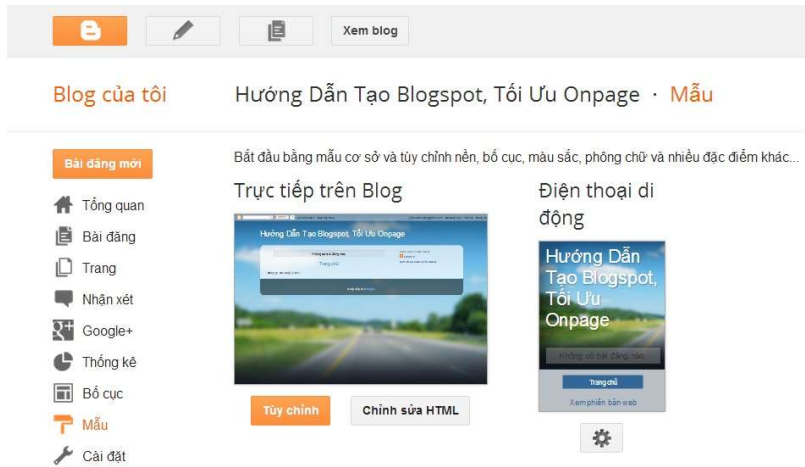 Xem blog
Blog của tôi
Hướng Dẫn Tạo Blogspot, Tối Ưu Onpage · Mẫu
Bài đăng mới
Tổng quan
Bài đăng
Trang
Nhận xét
Google+
Thống kê
Bố cục
Mẫu
Cài đặt
Bắt đầu bằng mẫu cơ sở và tùy chỉnh nền, bố cục, màu sắc, phông chữ và nhiều đặc điểm khác...
Trực tiếp trên Blog
Hướng Dẫn Tạo Blogspot, Tối Ưu Onpage
Trang chủ
Tùy chỉnh
Chỉnh sửa HTML
Điện thoại di
động
Hướng Dẫn
Tạo Blogspot,
Tối Ưu
Onpage
Không có bài đăng nào
Trang chủ
Xem phiên bản web